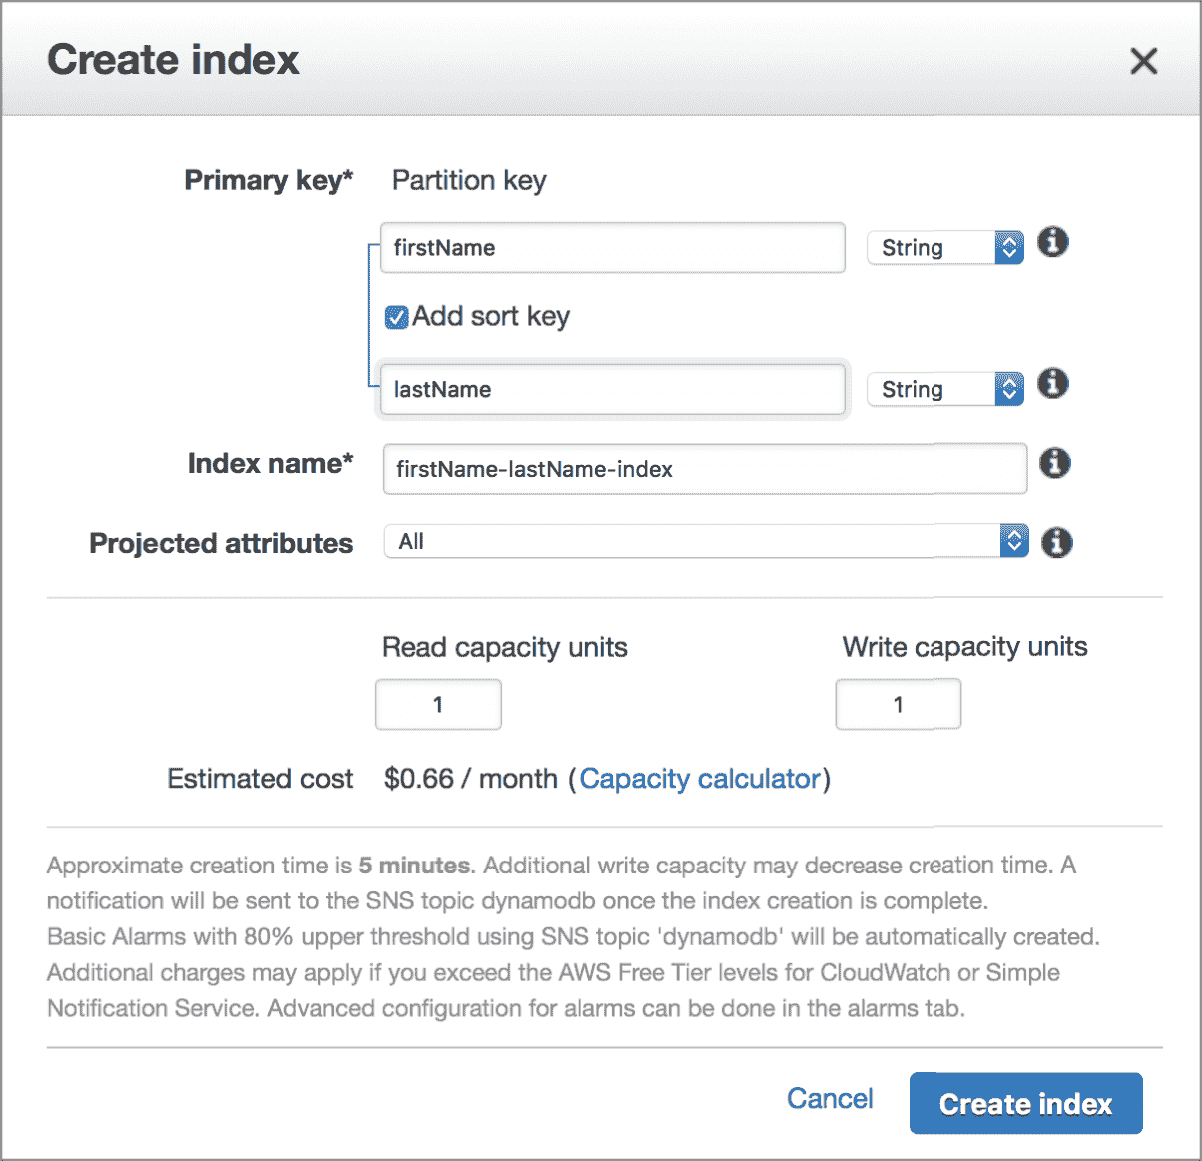 Create index
Primary key* Partition key
firstName String
Add sort key
lastName String
Index name* firstName-lastName-index
Projected attributes All
Read capacity units Write capacity units
1 1
Estimated cost $0.66 / month (Capacity calculator)
Approximate creation time is 5 minutes. Additional write capacity may decrease creation time. A
notification will be sent to the SNS topic dynamodb once the index creation is complete.
Basic Alarms with 80% upper threshold using SNS topic 'dynamodb' will be automatically created.
Additional charges may apply if you exceed the AWS Free Tier levels for CloudWatch or Simple
Notification Service. Advanced configuration for alarms can be done in the alarms tab.
Cancel Create index